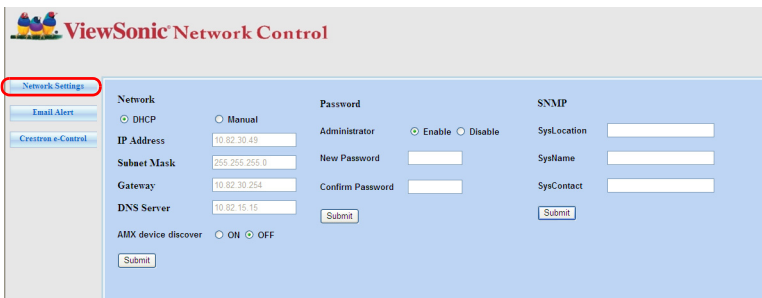 ViewSonic® Network Control
Network Settings
Email Alert
Crestron e-Control
Network
DHCP Manual
IP Address 10.82.30.49
Subnet Mask 255.255.255.0
Gateway 10.82.30.254
DNS Server 10.82.15.15
AMX device discover ON OFF
Submit
Password
Administrator Enable Disable
New Password
Confirm Password
Submit
SNMP
SysLocation
SysName
SysContact
Submit